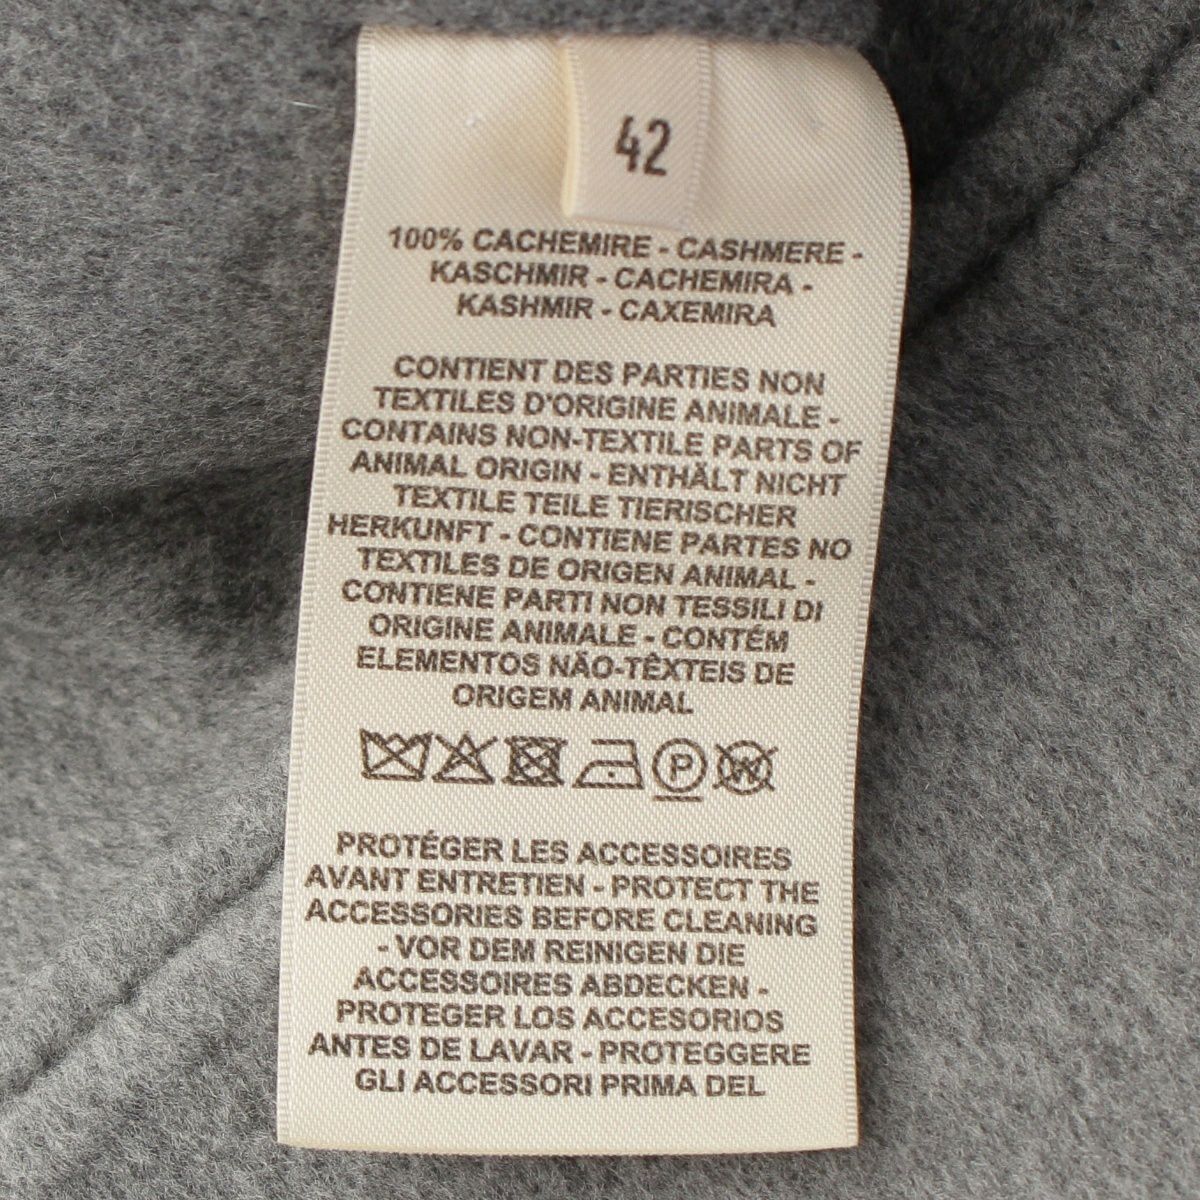 42
100% CACHEMIRE - CASHMERE -
KASCHMIR - CACHEMIRA -
KASHMIR - CAXEMIRA
CONTIENT DES PARTIES NON
TEXTILES D'ORIGINE ANIMALE -
CONTAINS NON-TEXTILE PARTS OF
ANIMAL ORIGIN - ENTHÄLT NICHT
TEXTILE TEILE TIERISCHER
HERKUNFT - CONTIENE PARTES NO
TEXTILES DE ORIGEN ANIMAL -
CONTIENE PARTI NON TESSILI DI
ORIGINE ANIMALE - CONTÉM
ELEMENTOS NÃO-TÊXTEIS DE
ORIGEM ANIMAL
P W
PROTÉGER LES ACCESSOIRES
AVANT ENTRETIEN - PROTECT THE
ACCESSORIES BEFORE CLEANING
- VOR DEM REINIGEN DIE
ACCESSOIRES ABDECKEN -
PROTEGER LOS ACCESORIOS
ANTES DE LAVAR - PROTEGGERE
GLI ACCESSORI PRIMA DEL